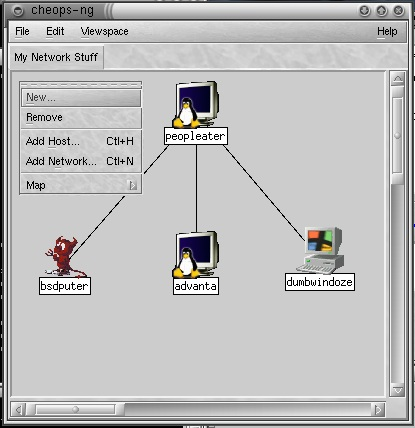 cheops-ng
File Edit Viewspace Help
My Network Stuff
New...
Remove
Add Host... Ctl+H
Add Network... Ctl+N
Map
peopleater
bsdputer
advanta
dumbwindoze